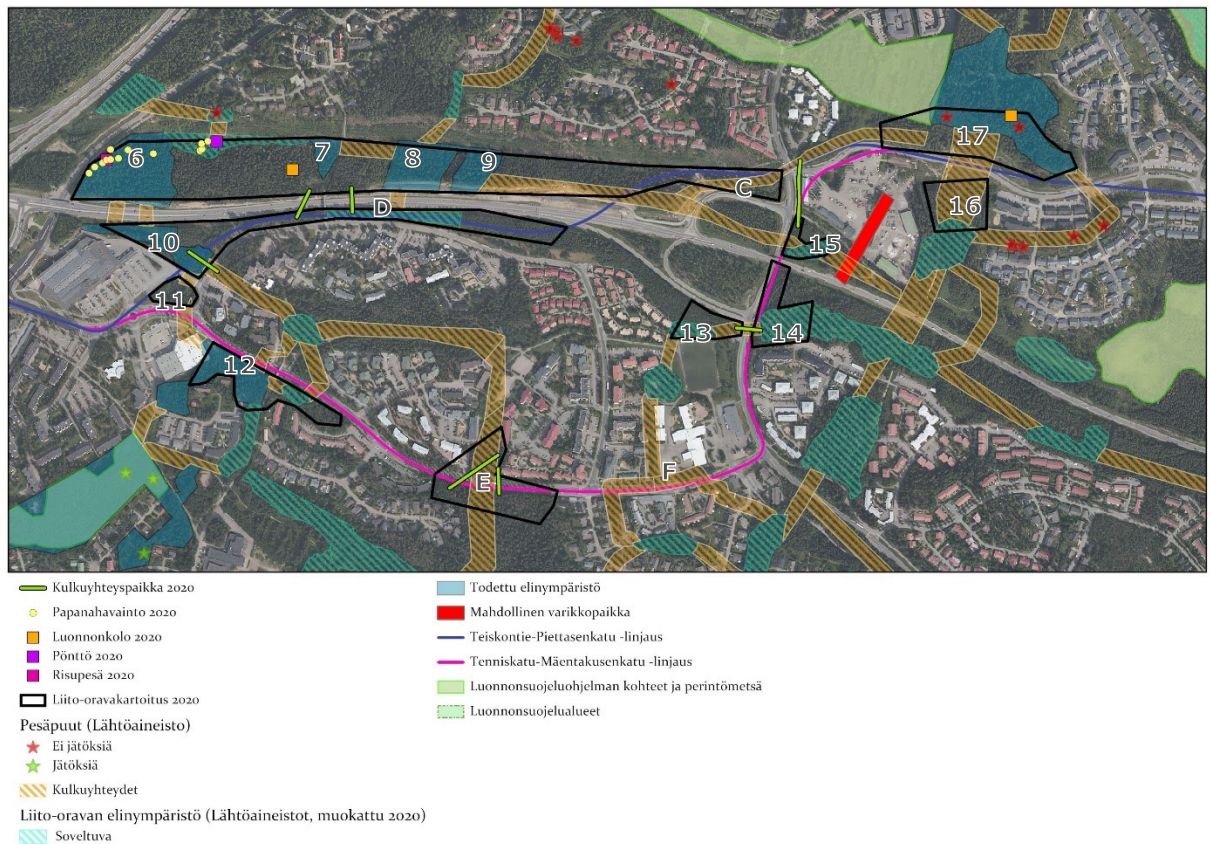 6
7
8
9
10
11
12
13
14
15
16
17
C
D
E
F
Kulkuyhteyspaikka 2020
Papanahavainto 2020
Luonnonkolo 2020
Pönttö 2020
Risupesä 2020
Liito-oravakartoitus 2020
Pesäpuut (Lähtöaineisto)
Ei jätöksiä
Jätöksiä
Kulkuyhteydet
Liito-oravan elinympäristö (Lähtöaineistot, muokattu 2020)
Soveltuva
Todettu elinympäristö
Mahdollinen varikkopaikka
Teiskontie-Piettasenkatu -linjaus
Tenniskatu-Mäentakusenkatu -linjaus
Luonnonsuojeluohjelman kohteet ja perintömetsä
Luonnonsuojelualueet